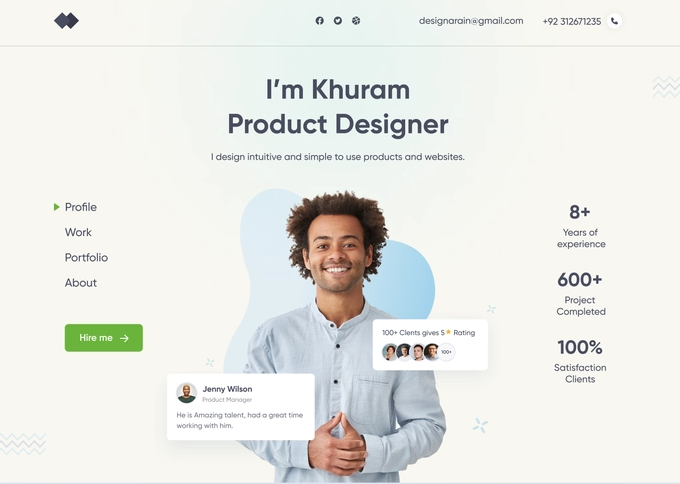 designarain@gmail.com
+92 312671235
I'm Khuram
Product Designer
I design intuitive and simple to use products and websites.
Profile
Work
Portfolio
About
Hire me
8+
Years of
experience
600+
Project
Completed
100%
Satisfaction
Clients
100+ Clents gives 5 Rating
100+
Jenny Wilson
Product Manager
He is Amazing talent, had a great time
working with him.